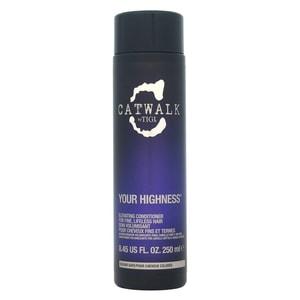 CATWALK
BY TIGI
YOUR HIGHNESS
ELEVATING CONDITIONER
FOR FINE, LIFELESS HAIR
SOIN VOLUMISANT
POUR CHEVEUX FINS ET TERNES
8.45 US FL. OZ. 250 ml e